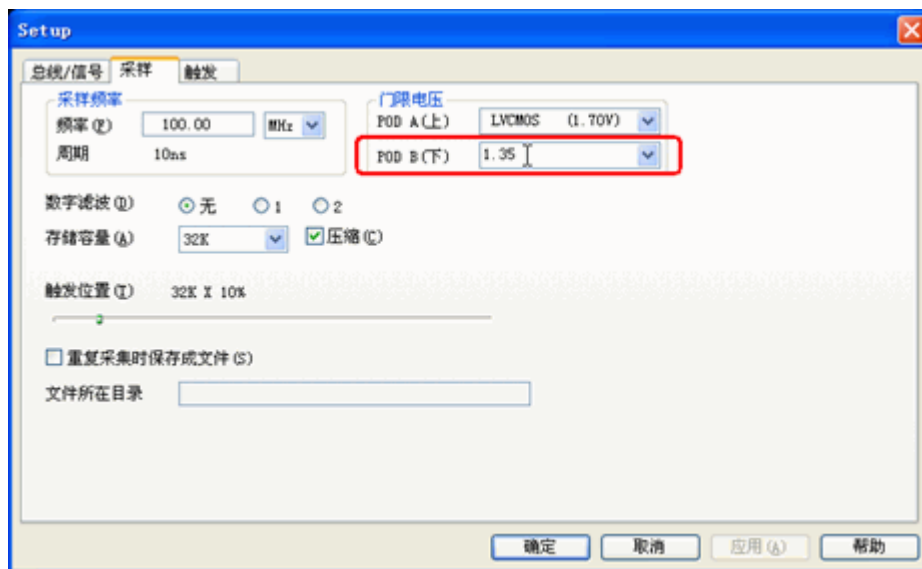 Setup
总线/信号 采样 触发
采样频率 门限电压
频率(F) 100.00 MHz POD A(上) LVCMOS (1.70V)
周期 10ns POD B(下) 1.35
数字滤波(D) 无 1 2
存储容量(A) 32K 压缩(C)
触发位置(T) 32K X 10%
重复采集时保存成文件(S)
文件所在目录
确定 取消 应用(A) 帮助